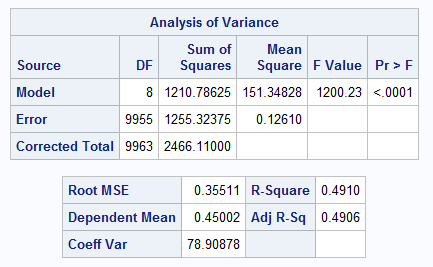 Analysis of Variance
Source DF Sum of Squares Mean Square F Value Pr > F
Model 8 1210.78625 151.34828 1200.23 <.0001
Error 9955 1255.32375 0.12610
Corrected Total 9963 2466.11000
Root MSE 0.35511 R-Square 0.4910
Dependent Mean 0.45002 Adj R-Sq 0.4906
Coeff Var 78.90878